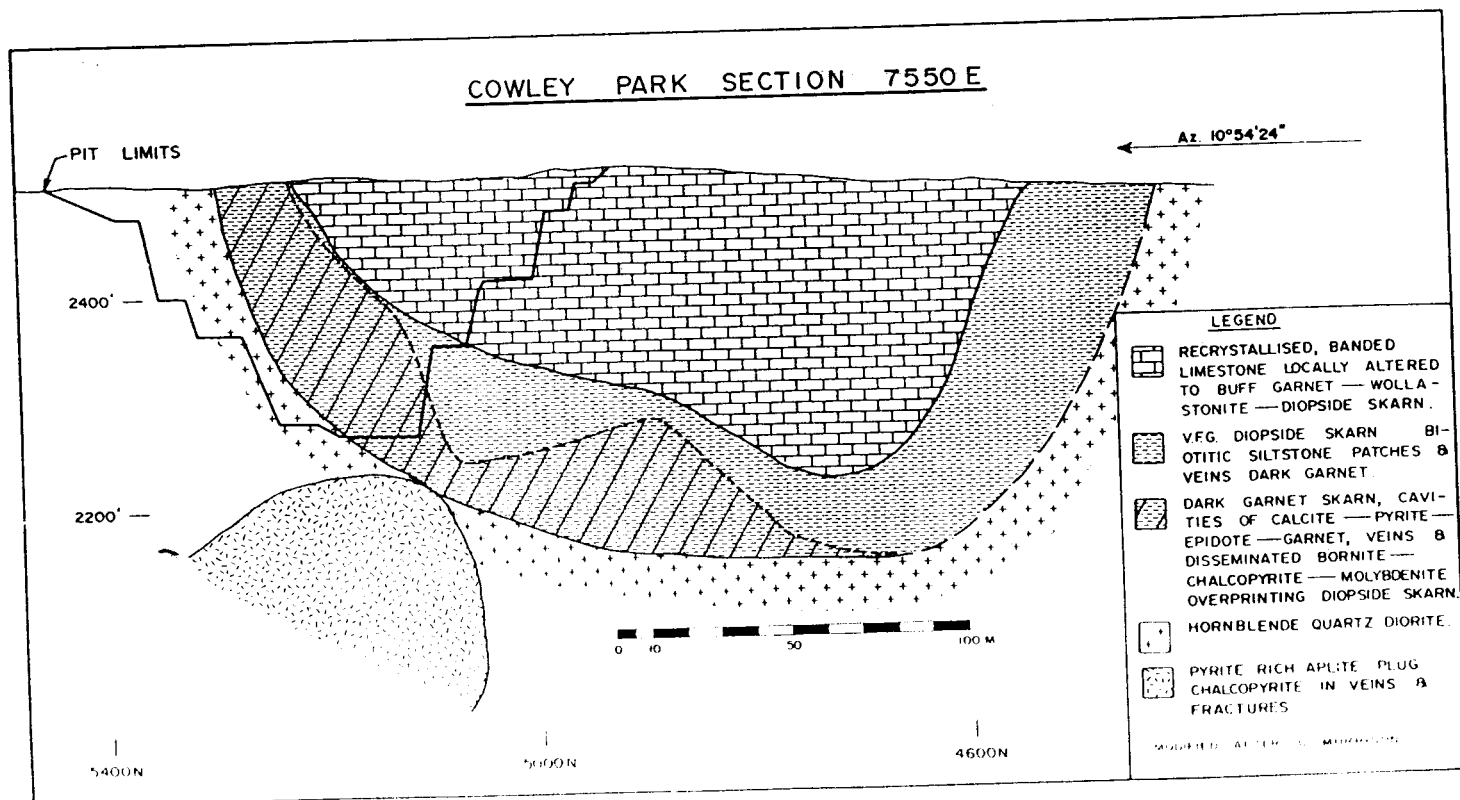 COWLEY PARK SECTION 7550 E
PIT LIMITS
Az. 10°54'24"
2400'
2200'
0 10 50 100 M
5400N
5000N
4600N
LEGEND
RECRYSTALLISED, BANDED
LIMESTONE LOCALLY ALTERED
TO BUFF GARNET — WOLLA-
STONITE — DIOPSIDE SKARN.
V.F.G. DIOPSIDE SKARN BI-
OTITIC SILTSTONE PATCHES &
VEINS DARK GARNET
DARK GARNET SKARN, CAVI-
TIES OF CALCITE — PYRITE —
EPIDOTE — GARNET, VEINS &
DISSEMINATED BORNITE —
CHALCOPYRITE — MOLYBDENITE
OVERPRINTING DIOPSIDE SKARN.
HORNBLENDE QUARTZ DIORITE.
PYRITE RICH APLITE PLUG
CHALCOPYRITE IN VEINS &
FRACTURES
MODIFIED AFTER